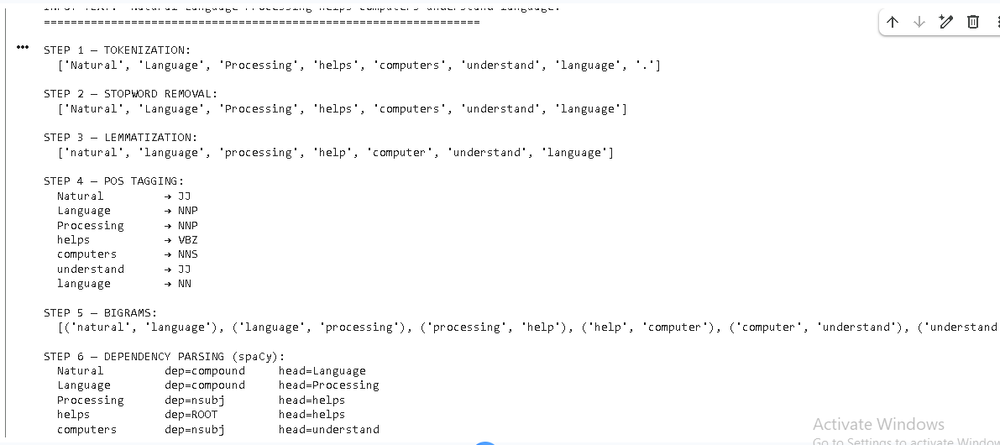 INPUT TEXT: "Natural Language Processing helps computers understand language."
======================================================================
STEP 1 — TOKENIZATION:
['Natural', 'Language', 'Processing', 'helps', 'computers', 'understand', 'language', '.']
STEP 2 — STOPWORD REMOVAL:
['Natural', 'Language', 'Processing', 'helps', 'computers', 'understand', 'language']
STEP 3 — LEMMATIZATION:
['natural', 'language', 'processing', 'help', 'computer', 'understand', 'language']
STEP 4 — POS TAGGING:
Natural → JJ
Language → NNP
Processing → NNP
helps → VBZ
computers → NNS
understand → JJ
language → NN
STEP 5 — BIGRAMS:
[('natural', 'language'), ('language', 'processing'), ('processing', 'help'), ('help', 'computer'), ('computer', 'understand'), ('understand
STEP 6 — DEPENDENCY PARSING (spaCy):
Natural dep=compound head=Language
Language dep=compound head=Processing
Processing dep=nsubj head=helps
helps dep=ROOT head=helps
computers dep=nsubj head=understand
Activate Windows
Go to Settings to activate Window